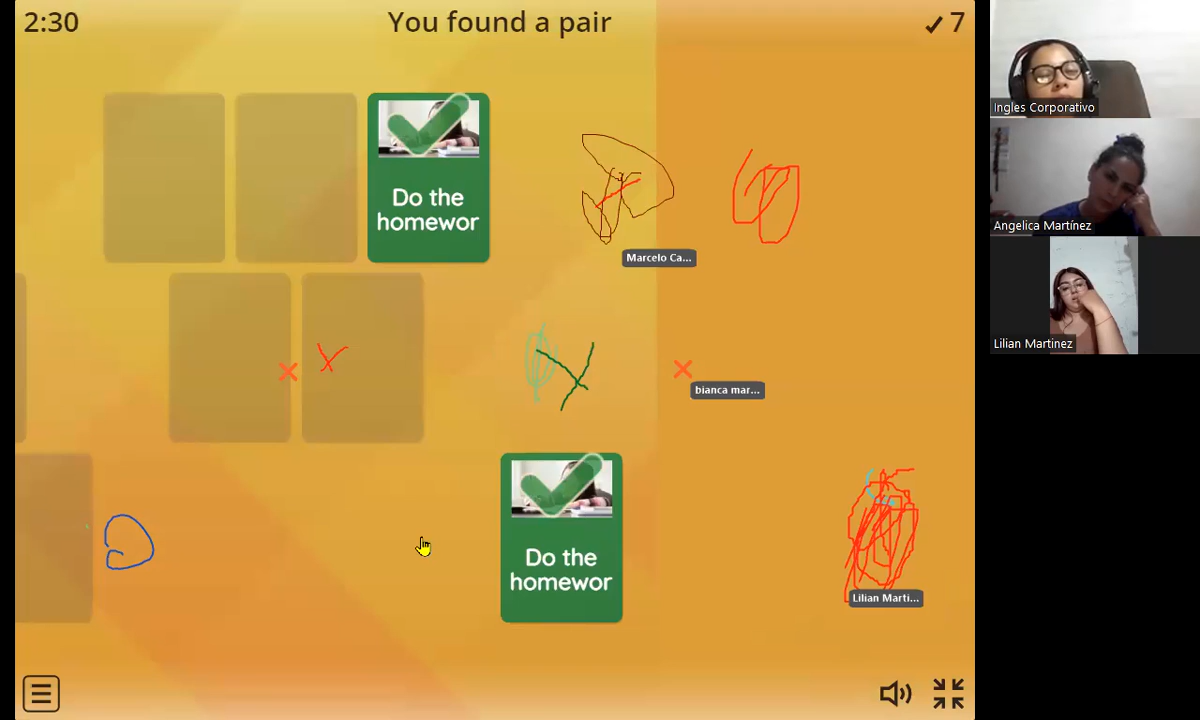 2:30
You found a pair
7
Do the
homewor
Marcelo Ca...
bianca mar...
Do the
homewor
Lilian Marti...
Ingles Corporativo
Angelica Martínez
Lilian Martinez